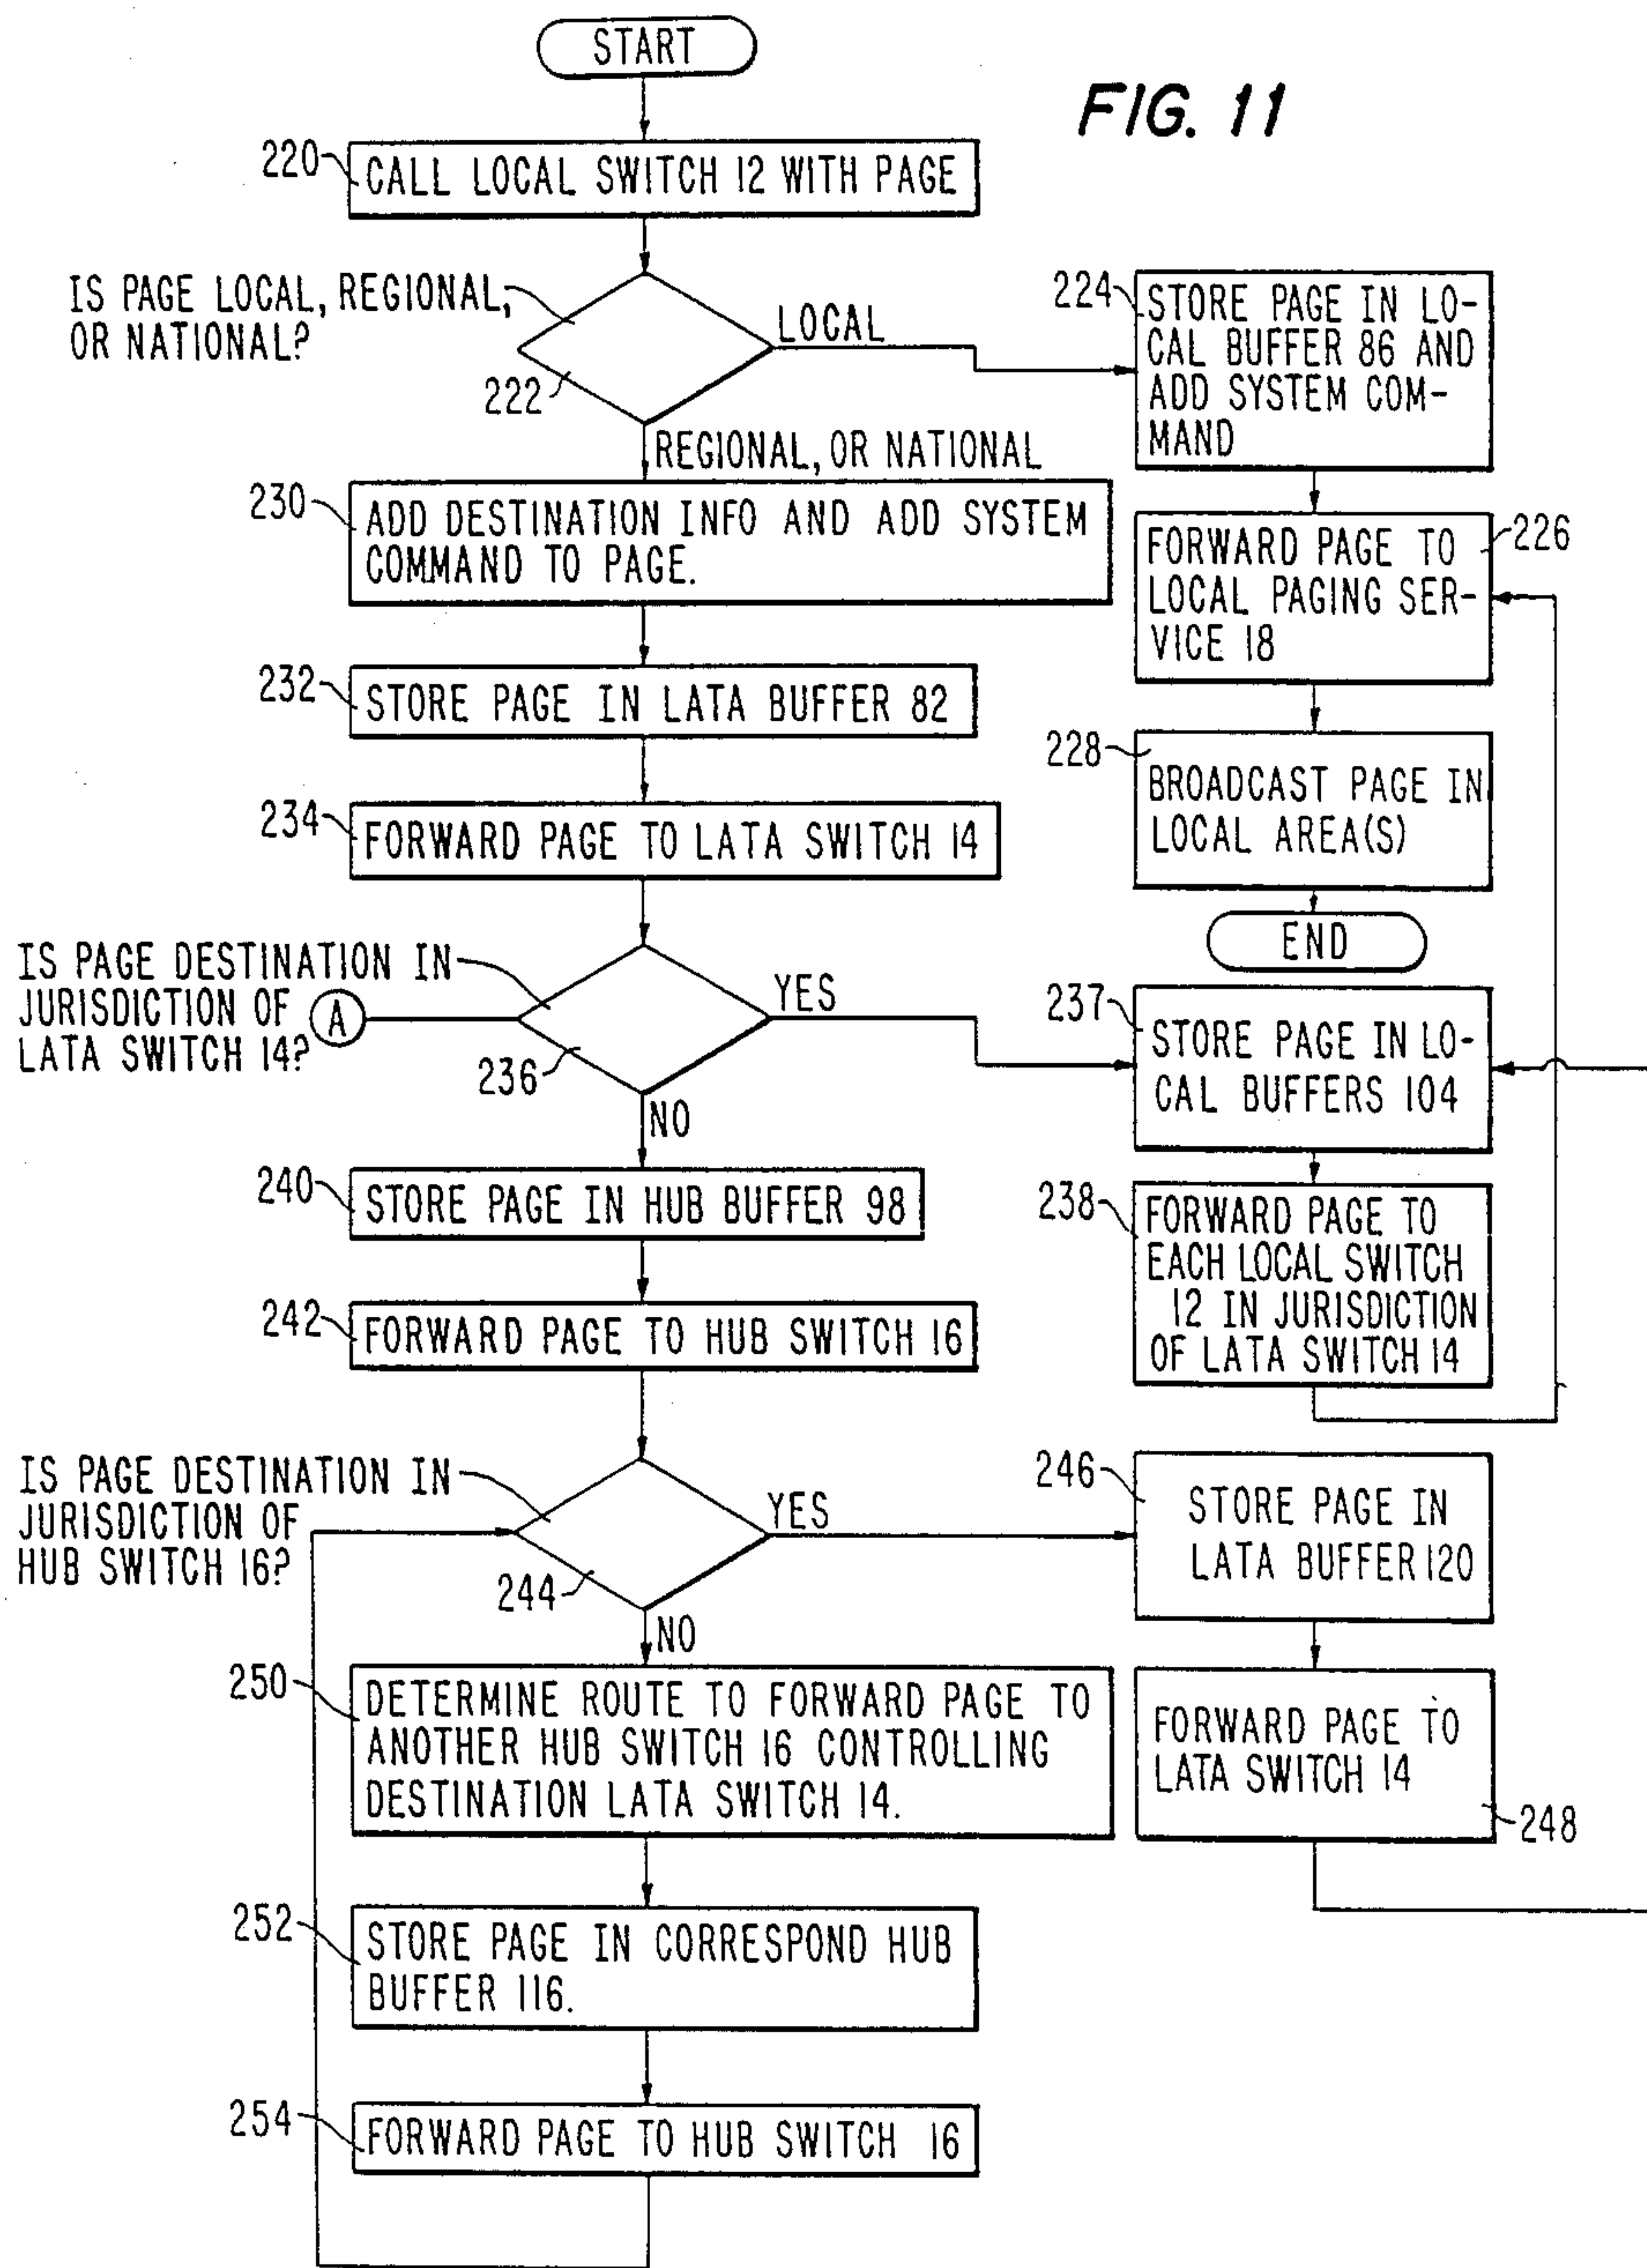 START
FIG. 11
220
CALL LOCAL SWITCH 12 WITH PAGE
IS PAGE LOCAL, REGIONAL,
OR NATIONAL?
222
LOCAL
REGIONAL, OR NATIONAL
224
STORE PAGE IN LO-
CAL BUFFER 86 AND
ADD SYSTEM COM-
MAND
226
FORWARD PAGE TO
LOCAL PAGING SER-
VICE 18
228
BROADCAST PAGE IN
LOCAL AREA(S)
END
230
ADD DESTINATION INFO AND ADD SYSTEM
COMMAND TO PAGE.
232
STORE PAGE IN LATA BUFFER 82
234
FORWARD PAGE TO LATA SWITCH 14
IS PAGE DESTINATION IN
JURISDICTION OF
LATA SWITCH 14?
A
236
YES
NO
237
STORE PAGE IN LO-
CAL BUFFERS 104
238
FORWARD PAGE TO
EACH LOCAL SWITCH
12 IN JURISDICTION
OF LATA SWITCH 14
240
STORE PAGE IN HUB BUFFER 98
242
FORWARD PAGE TO HUB SWITCH 16
IS PAGE DESTINATION IN
JURISDICTION OF
HUB SWITCH 16?
244
YES
NO
246
STORE PAGE IN
LATA BUFFER 120
248
FORWARD PAGE TO
LATA SWITCH 14
250
DETERMINE ROUTE TO FORWARD PAGE TO
ANOTHER HUB SWITCH 16 CONTROLLING
DESTINATION LATA SWITCH 14.
252
STORE PAGE IN CORRESPOND HUB
BUFFER 116.
254
FORWARD PAGE TO HUB SWITCH 16